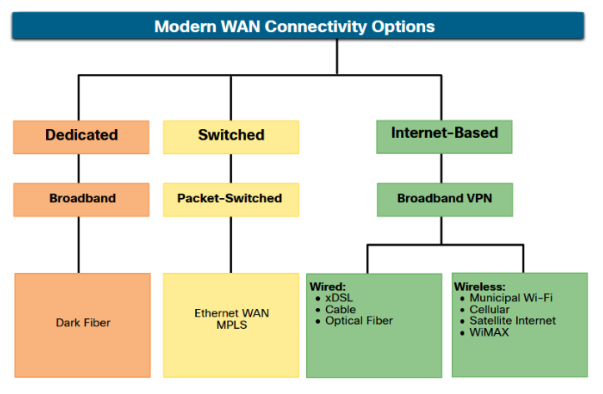 Modern WAN Connectivity Options
Dedicated
Switched
Internet-Based
Broadband
Packet-Switched
Broadband VPN
Dark Fiber
Ethernet WAN
MPLS
Wired:
• xDSL
• Cable
• Optical Fiber
Wireless:
• Municipal Wi-Fi
• Cellular
• Satellite Internet
• WiMAX